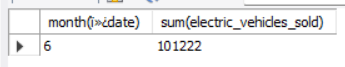 month(ï»¿date) sum(electric_vehicles_sold)
6 101222